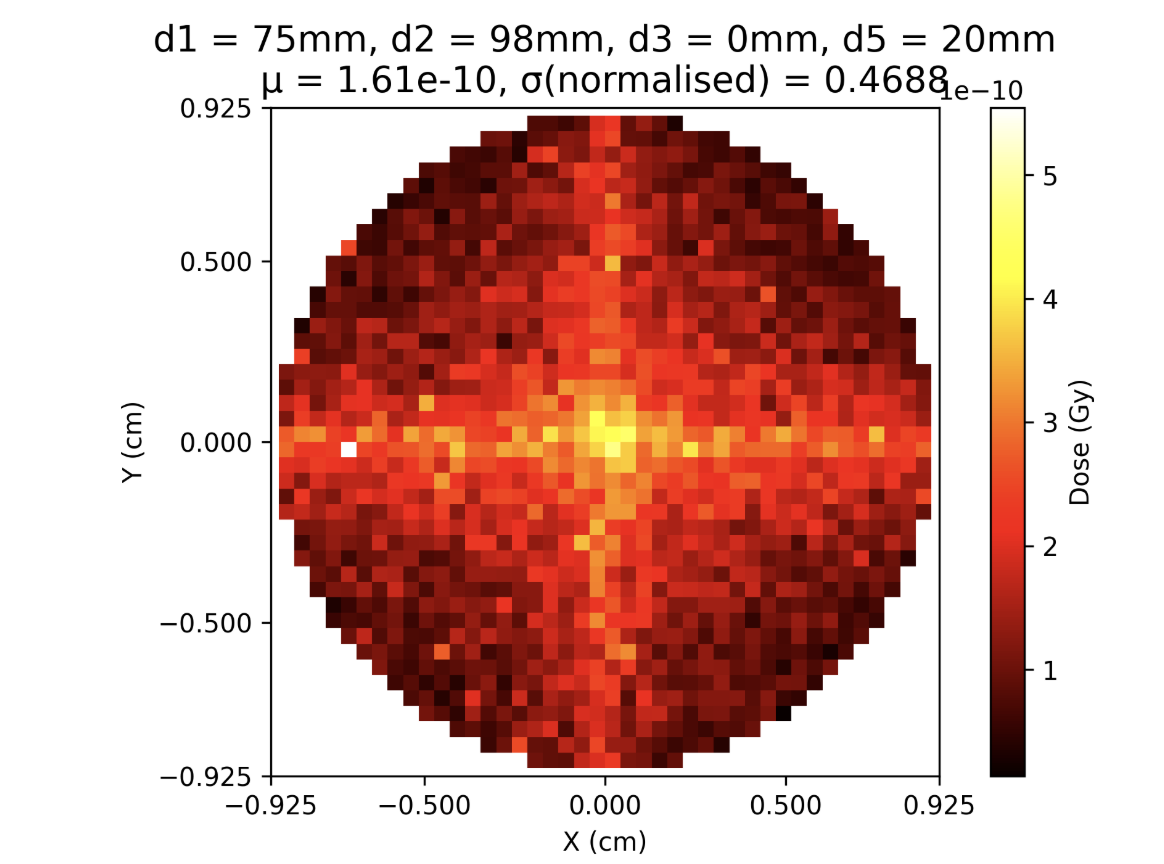 d1 = 75mm, d2 = 98mm, d3 = 0mm, d5 = 20mm
μ = 1.61e-10, σ(normalised) = 0.4688
1e−10
0.925
0.500
0.000
−0.500
−0.925
Y (cm)
−0.925
−0.500
0.000
0.500
0.925
X (cm)
5
4
3
2
1
Dose (Gy)